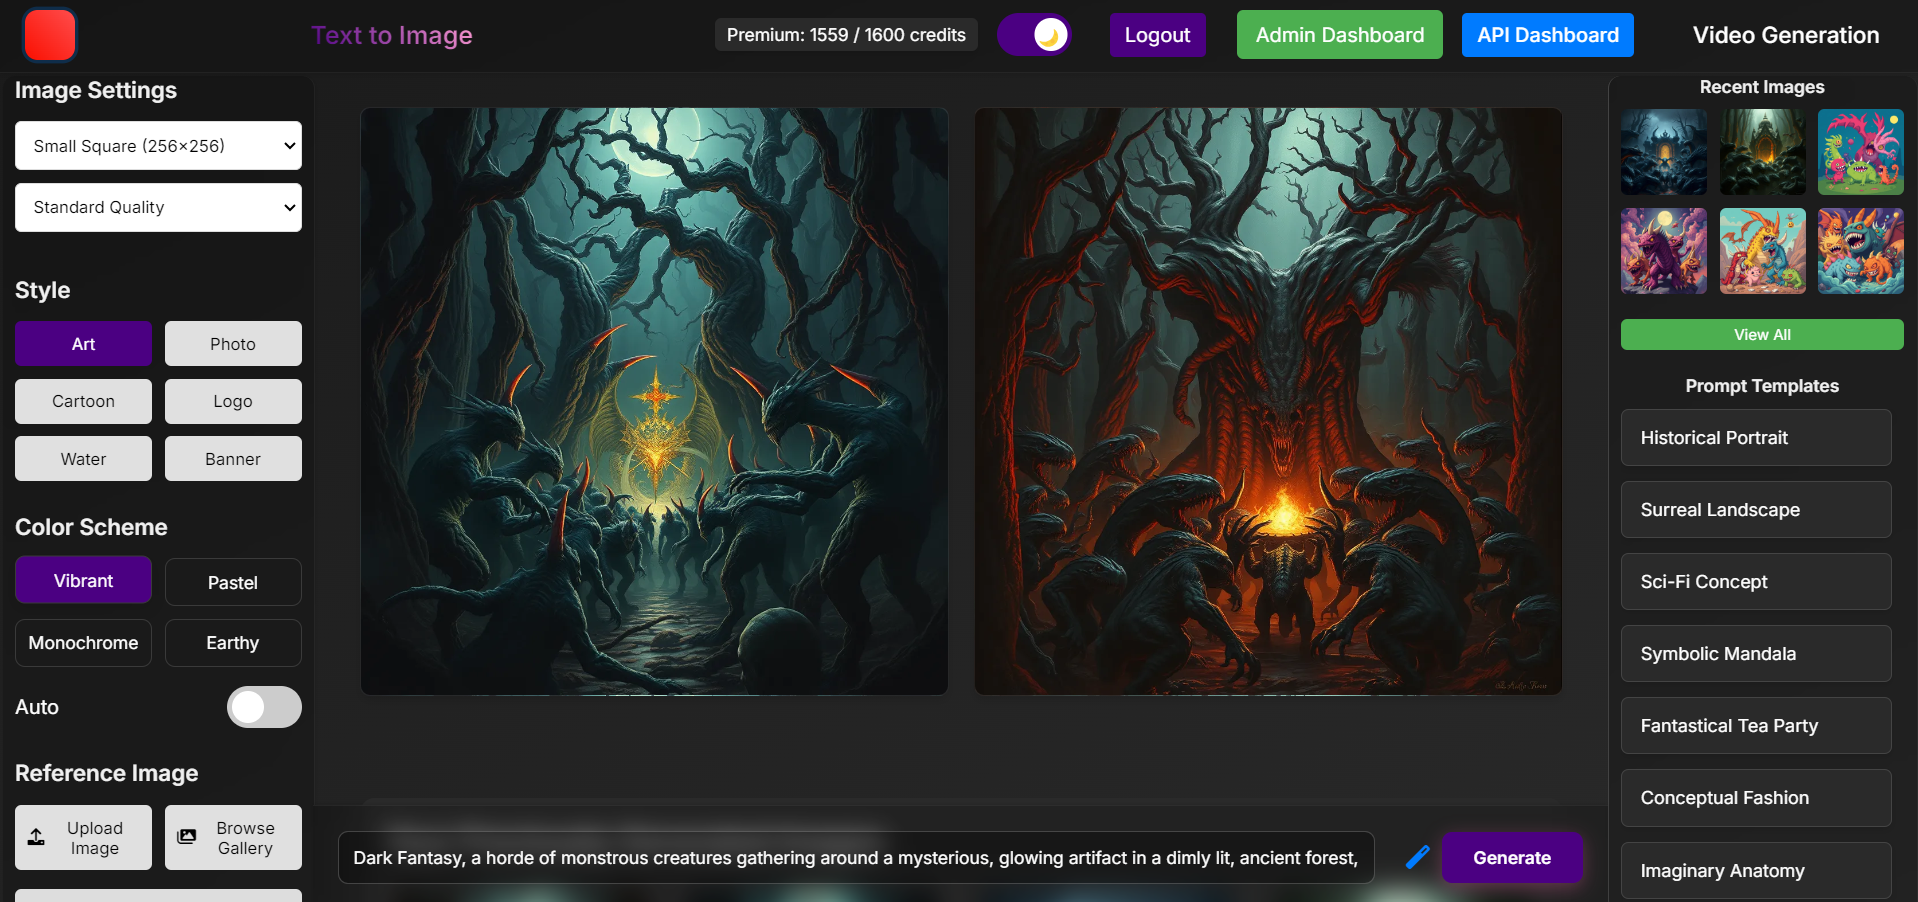 Text to Image
Premium: 1559 / 1600 credits
Logout
Admin Dashboard
API Dashboard
Video Generation
Image Settings
Small Square (256×256)
Standard Quality
Style
Art
Photo
Cartoon
Logo
Water
Banner
Color Scheme
Vibrant
Pastel
Monochrome
Earthy
Auto
Reference Image
Upload
Image
Browse
Gallery
Dark Fantasy, a horde of monstrous creatures gathering around a mysterious, glowing artifact in a dimly lit, ancient forest,
Generate
Recent Images
View All
Prompt Templates
Historical Portrait
Surreal Landscape
Sci-Fi Concept
Symbolic Mandala
Fantastical Tea Party
Conceptual Fashion
Imaginary Anatomy